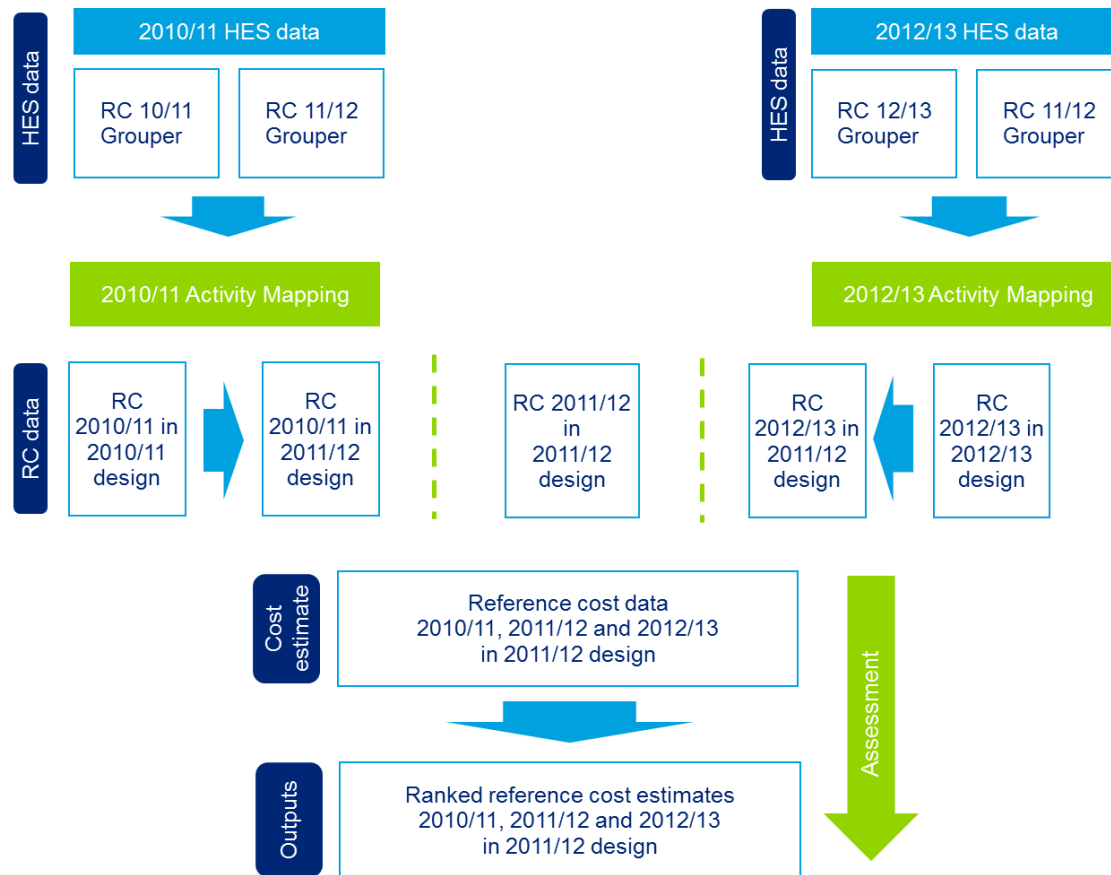 HES data
2010/11 HES data
RC 10/11
Grouper
RC 11/12
Grouper
HES data
2012/13 HES data
RC 12/13
Grouper
RC 11/12
Grouper
2010/11 Activity Mapping
2012/13 Activity Mapping
RC data
RC
2010/11 in
2010/11
design
RC
2010/11 in
2011/12
design
RC 2011/12
in
2011/12
design
RC
2012/13 in
2011/12
design
RC
2012/13 in
2012/13
design
Cost
estimate
Reference cost data
2010/11, 2011/12 and 2012/13
in 2011/12 design
Assessment
Outputs
Ranked reference cost estimates
2010/11, 2011/12 and 2012/13
in 2011/12 design